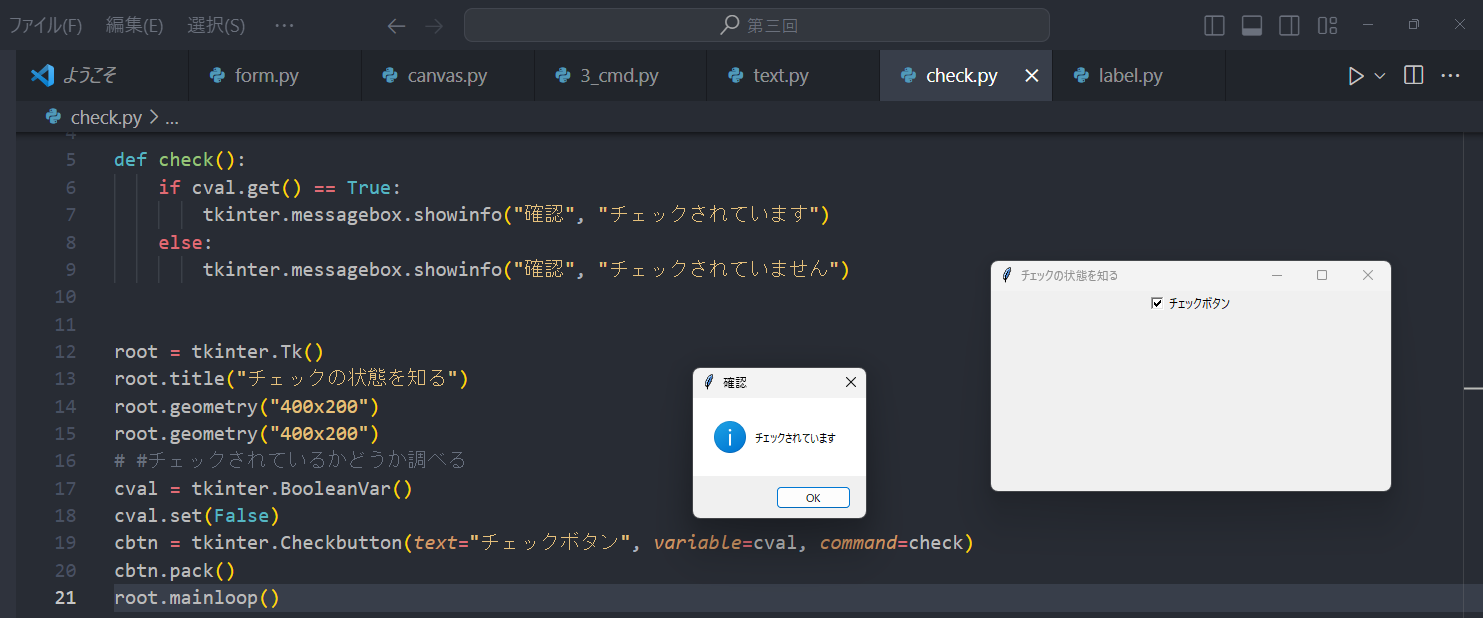 ファイル(F) 編集(E) 選択(S) ··· 第三回
ようこそ form.py canvas.py 3_cmd.py text.py check.py label.py
check.py > ...
4
5 def check():
6 if cval.get() == True:
7 tkinter.messagebox.showinfo("確認", "チェックされています")
8 else:
9 tkinter.messagebox.showinfo("確認", "チェックされていません")
10
11
12 root = tkinter.Tk()
13 root.title("チェックの状態を知る")
14 root.geometry("400x200")
15 root.geometry("400x200")
16 # #チェックされているかどうか調べる
17 cval = tkinter.BooleanVar()
18 cval.set(False)
19 cbtn = tkinter.Checkbutton(text="チェックボタン", variable=cval, command=check)
20 cbtn.pack()
21 root.mainloop()
確認
チェックされています
OK
チェックの状態を知る
チェックボタン